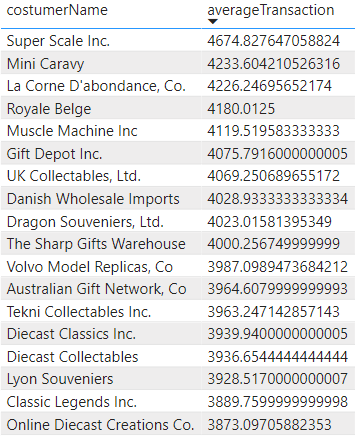 costumerName averageTransaction
Super Scale Inc. 4674.827647058824
Mini Caravy 4233.604210526316
La Corne D'abondance, Co. 4226.24695652174
Royale Belge 4180.0125
Muscle Machine Inc 4119.519583333333
Gift Depot Inc. 4075.7916000000005
UK Collectables, Ltd. 4069.250689655172
Danish Wholesale Imports 4028.9333333333334
Dragon Souveniers, Ltd. 4023.01581395349
The Sharp Gifts Warehouse 4000.256749999999
Volvo Model Replicas, Co 3987.0989473684212
Australian Gift Network, Co 3964.6079999999993
Tekni Collectables Inc. 3963.247142857143
Diecast Classics Inc. 3939.9400000000005
Diecast Collectables 3936.6544444444444
Lyon Souveniers 3928.5170000000007
Classic Legends Inc. 3889.7599999999998
Online Diecast Creations Co. 3873.09705882353